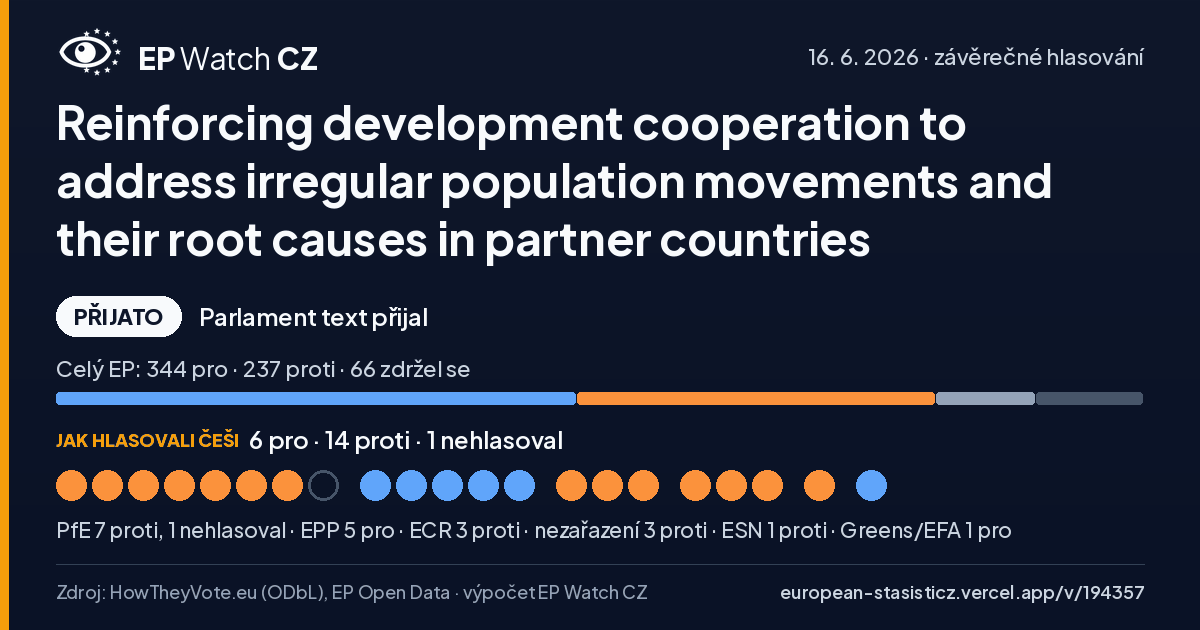 EP Watch CZ
16. 6. 2026 · závěrečné hlasování
Reinforcing development cooperation to
address irregular population movements and
their root causes in partner countries
PŘIJATO Parlament text přijal
Celý EP: 344 pro · 237 proti · 66 zdržel se
JAK HLASOVALI ČEŠI 6 pro · 14 proti · 1 nehlasoval
PfE 7 proti, 1 nehlasoval · EPP 5 pro · ECR 3 proti · nezařazení 3 proti · ESN 1 proti · Greens/EFA 1 pro
Zdroj: HowTheyVote.eu (ODbL), EP Open Data · výpočet EP Watch CZ
european-stasisticz.vercel.app/v/194357